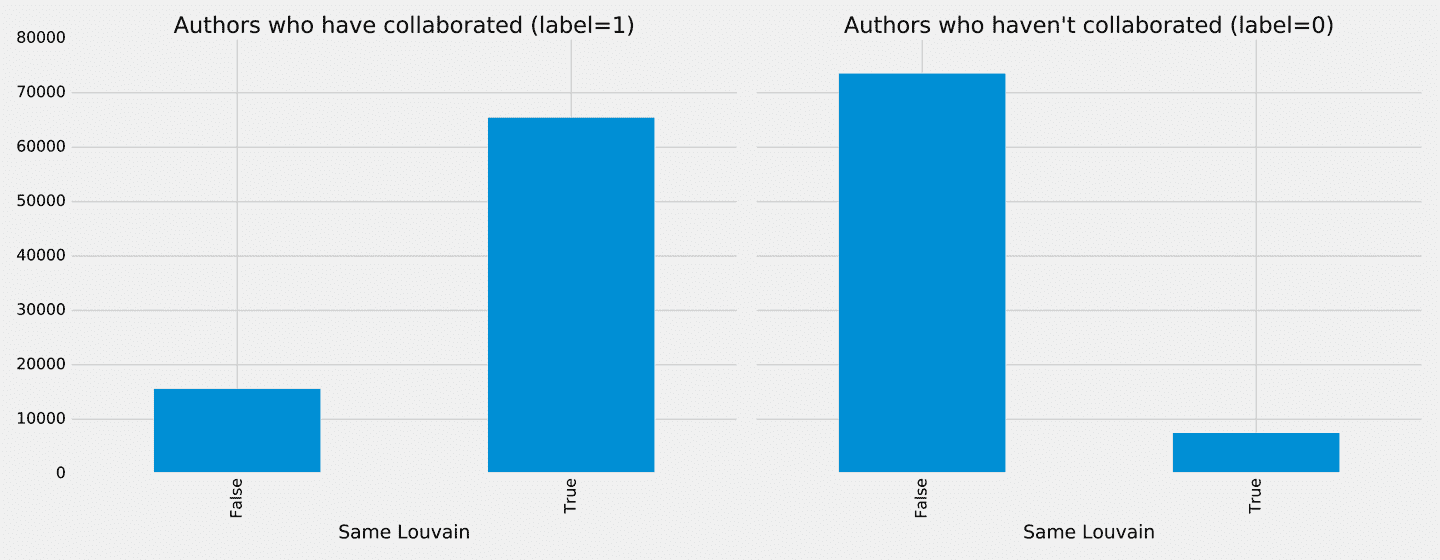 Authors who have collaborated (label=1)
80000
70000
60000
50000
40000
30000
20000
10000
0
False
True
Same Louvain
Authors who haven't collaborated (label=0)
False
True
Same Louvain